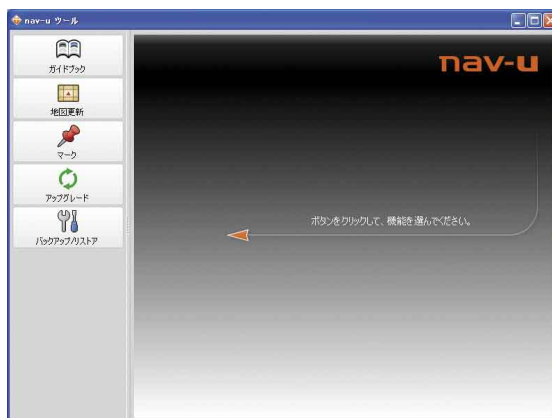 nav-u ツール
ガイドブック
地図更新
マーク
アップグレード
バックアップ/リストア
nav-u
ボタンをクリックして、機能を選んでください。